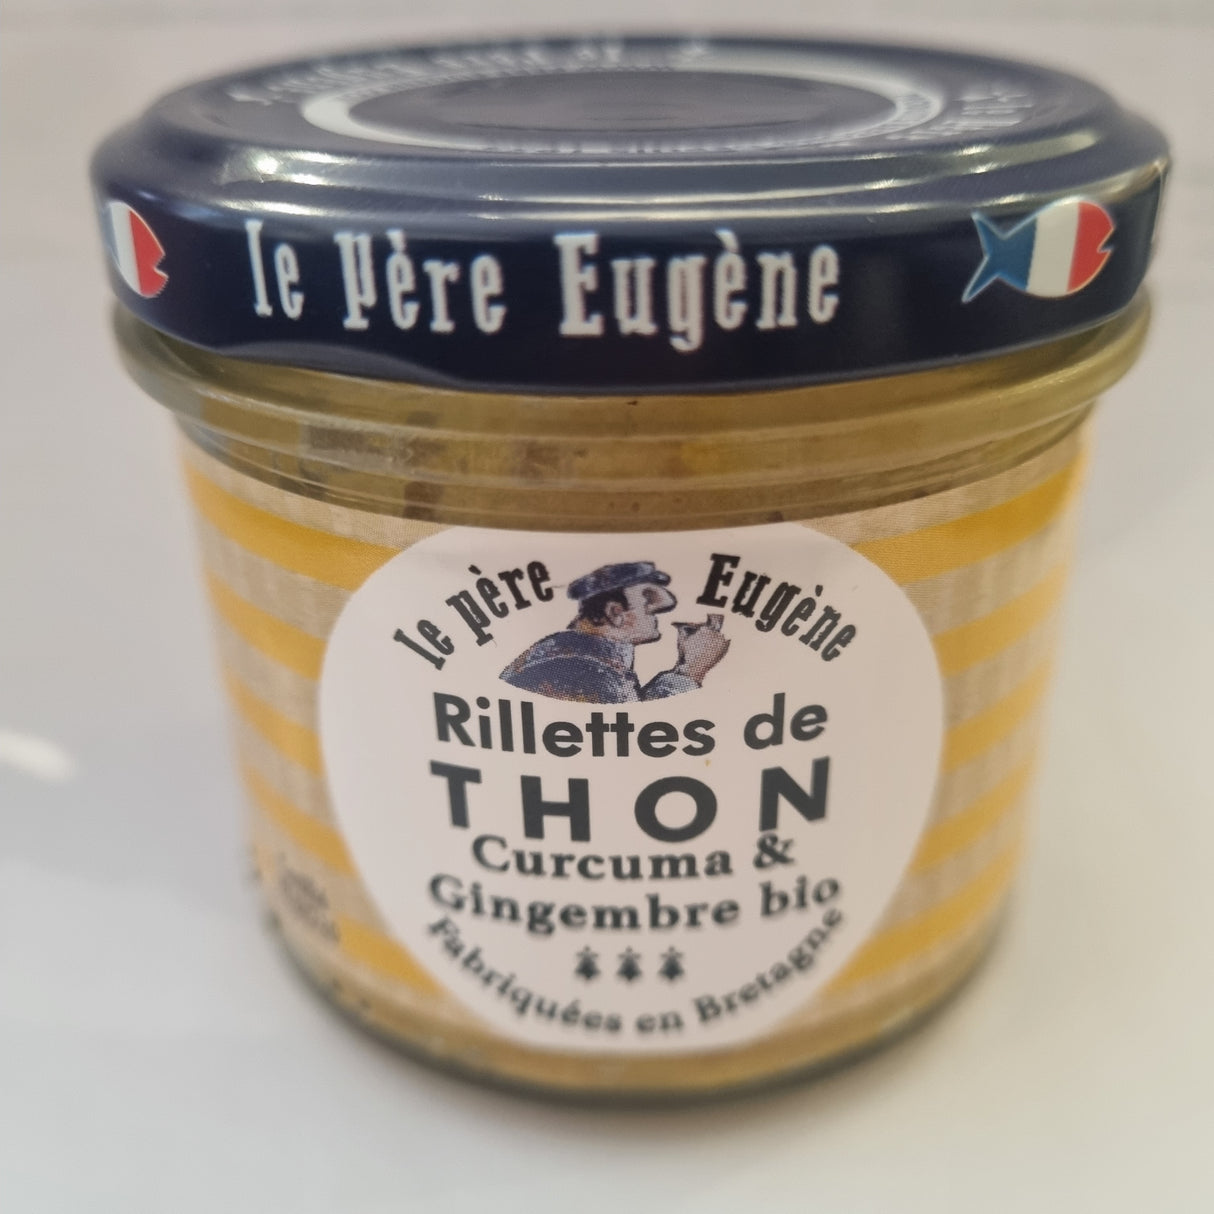 le Père Eugène
le père Eugène
Rillettes de
THON
Curcuma &
Gingembre bio
Fabriquées en Bretagne